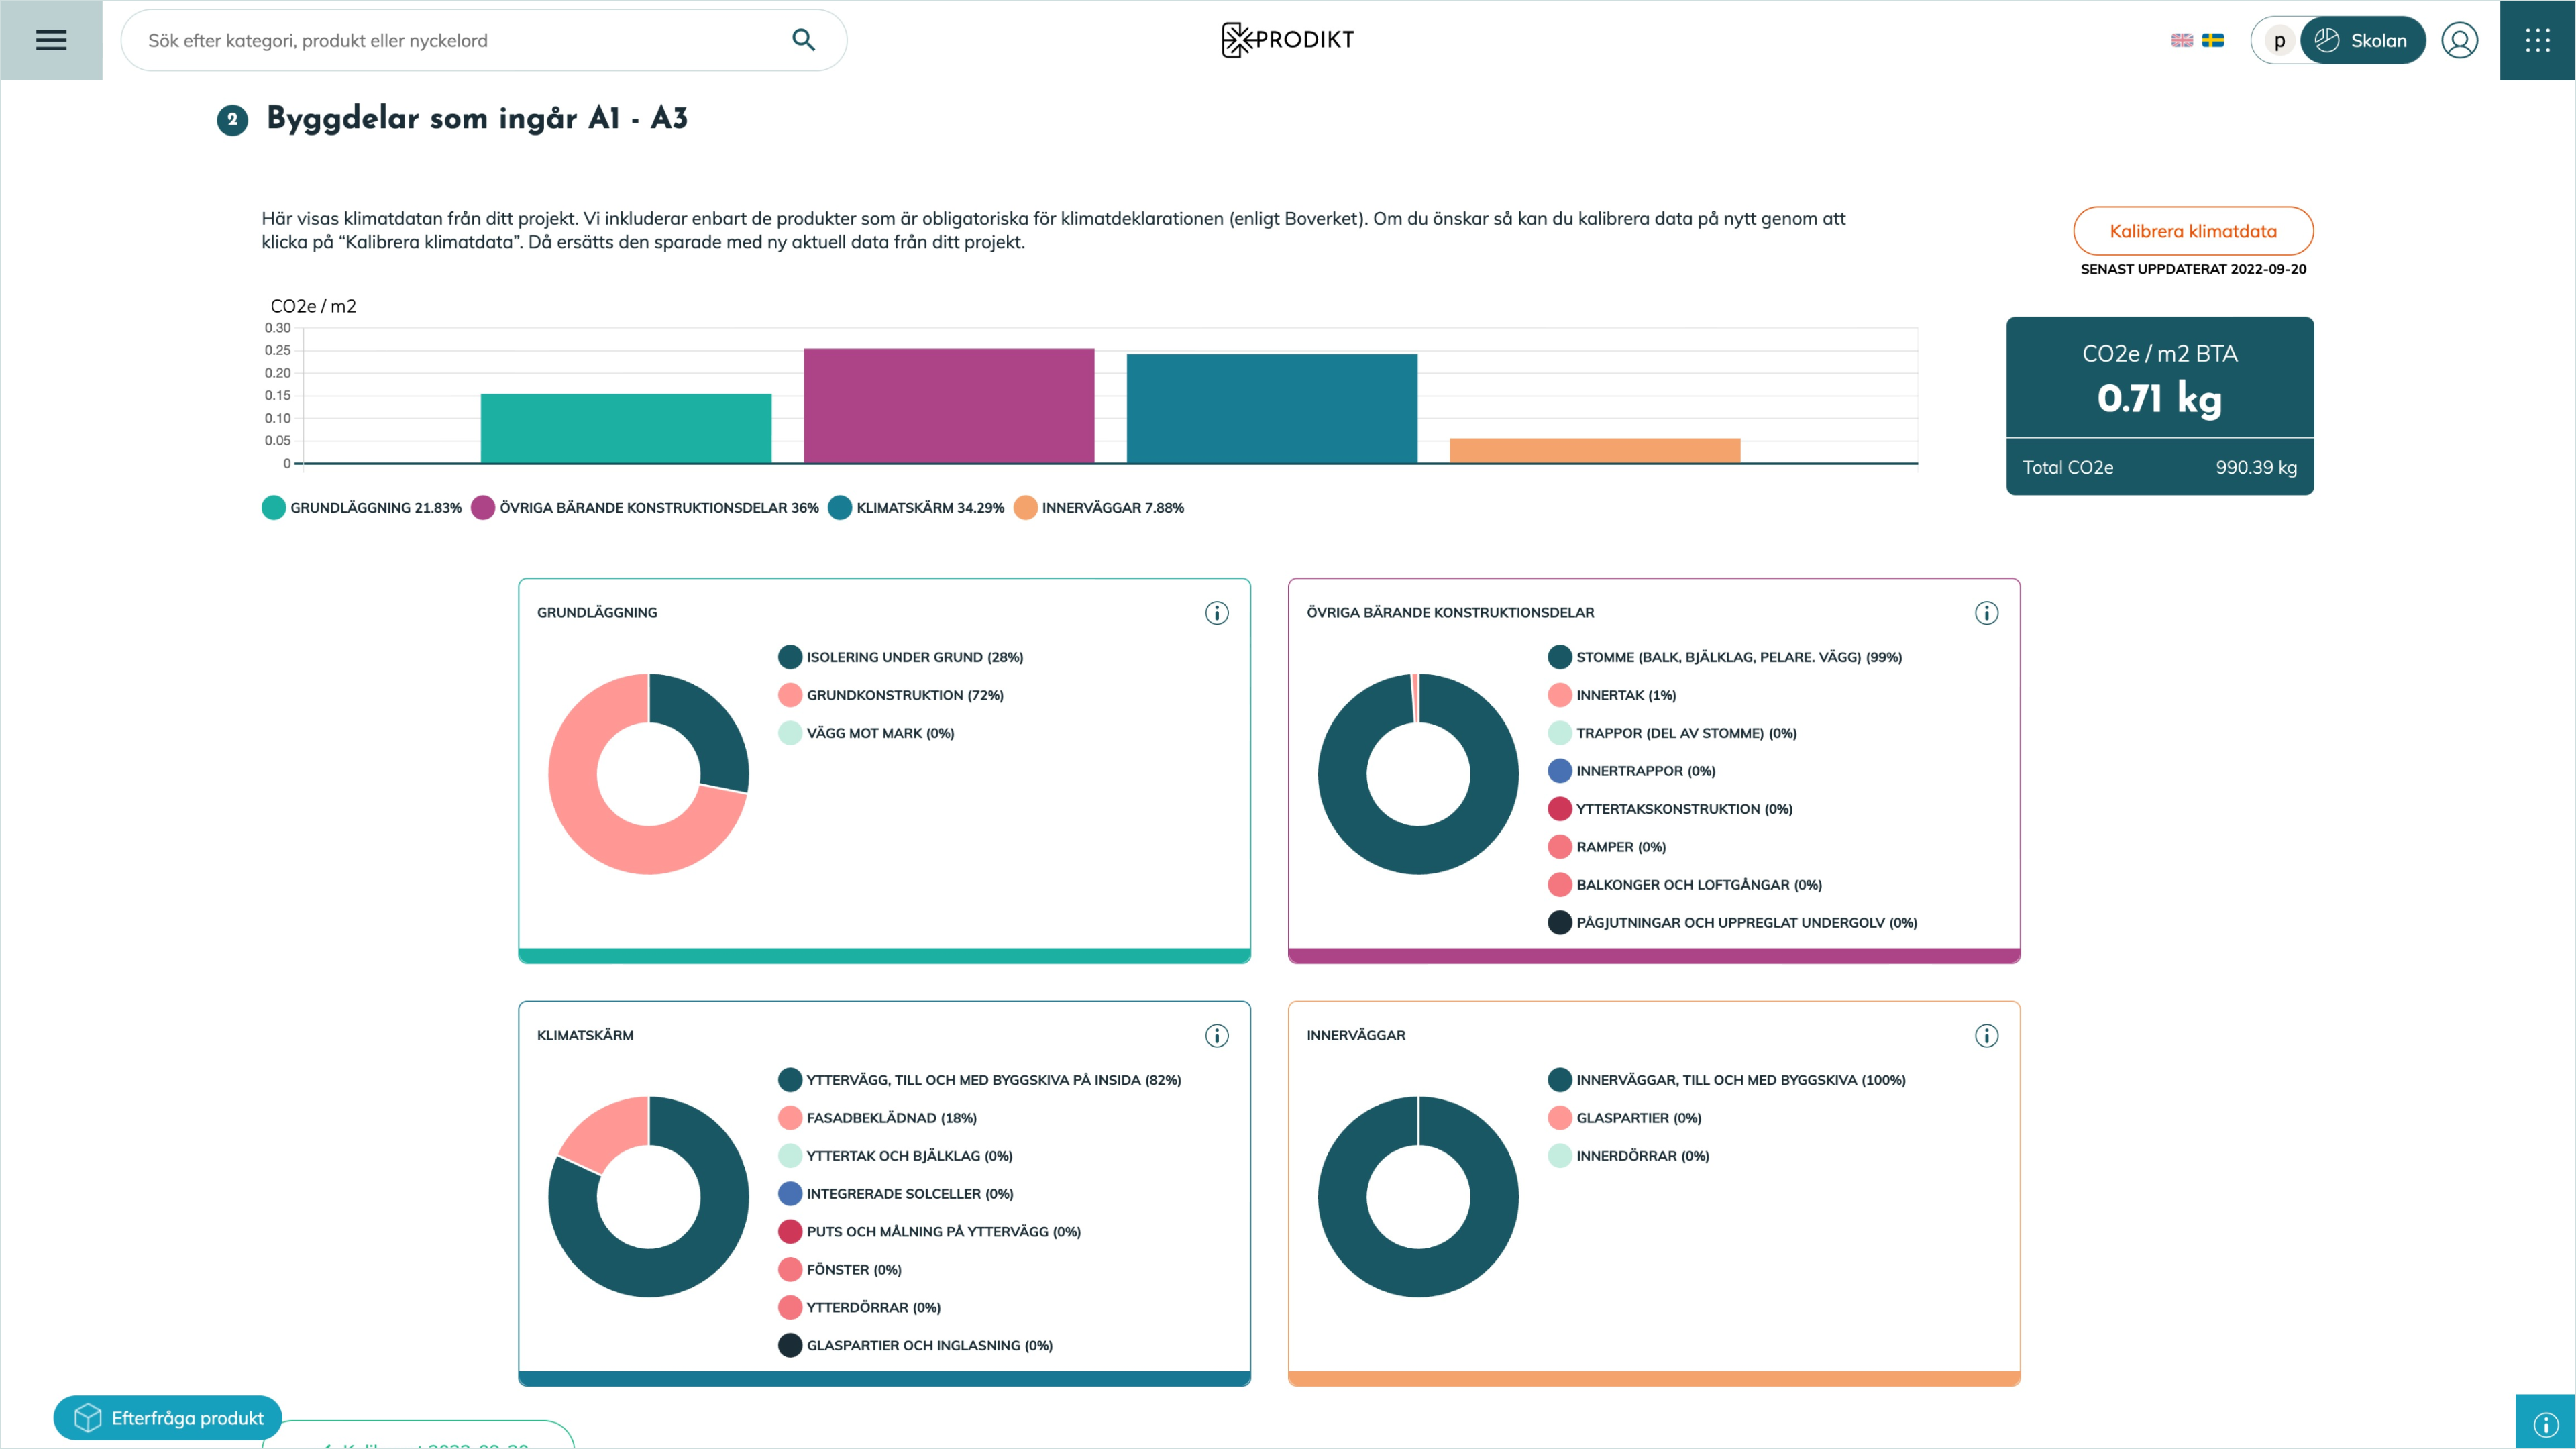 Sök efter kategori, produkt eller nyckelord
PRODIKT
p
Skolan
2
Byggdelar som ingår A1 - A3
Här visas klimatdatan från ditt projekt. Vi inkluderar enbart de produkter som är obligatoriska för klimatdeklarationen (enligt Boverket). Om du önskar så kan du kalibrera data på nytt genom att
klicka på “Kalibrera klimatdata”. Då ersätts den sparade med ny aktuell data från ditt projekt.
Kalibrera klimatdata
SENAST UPPDATERAT 2022-09-20
CO2e / m2
0.30
0.25
0.20
0.15
0.10
0.05
0
CO2e / m2 BTA
0.71 kg
Total CO2e 990.39 kg
GRUNDLÄGGNING 21.83% ÖVRIGA BÄRANDE KONSTRUKTIONSDELAR 36% KLIMATSKÄRM 34.29% INNERVÄGGAR 7.88%
GRUNDLÄGGNING
ISOLERING UNDER GRUND (28%)
GRUNDKONSTRUKTION (72%)
VÄGG MOT MARK (0%)
ÖVRIGA BÄRANDE KONSTRUKTIONSDELAR
STOMME (BALK, BJÄLKLAG, PELARE. VÄGG) (99%)
INNERTAK (1%)
TRAPPOR (DEL AV STOMME) (0%)
INNERTRAPPOR (0%)
YTTERTAKSKONSTRUKTION (0%)
RAMPER (0%)
BALKONGER OCH LOFTGÅNGAR (0%)
PÅGJUTNINGAR OCH UPPREGLAT UNDERGOLV (0%)
KLIMATSKÄRM
YTTERVÄGG, TILL OCH MED BYGGSKIVA PÅ INSIDA (82%)
FASADBEKLÄDNAD (18%)
YTTERTAK OCH BJÄLKLAG (0%)
INTEGRERADE SOLCELLER (0%)
PUTS OCH MÅLNING PÅ YTTERVÄGG (0%)
FÖNSTER (0%)
YTTERDÖRRAR (0%)
GLASPARTIER OCH INGLASNING (0%)
INNERVÄGGAR
INNERVÄGGAR, TILL OCH MED BYGGSKIVA (100%)
GLASPARTIER (0%)
INNERDÖRRAR (0%)
Efterfråga produkt